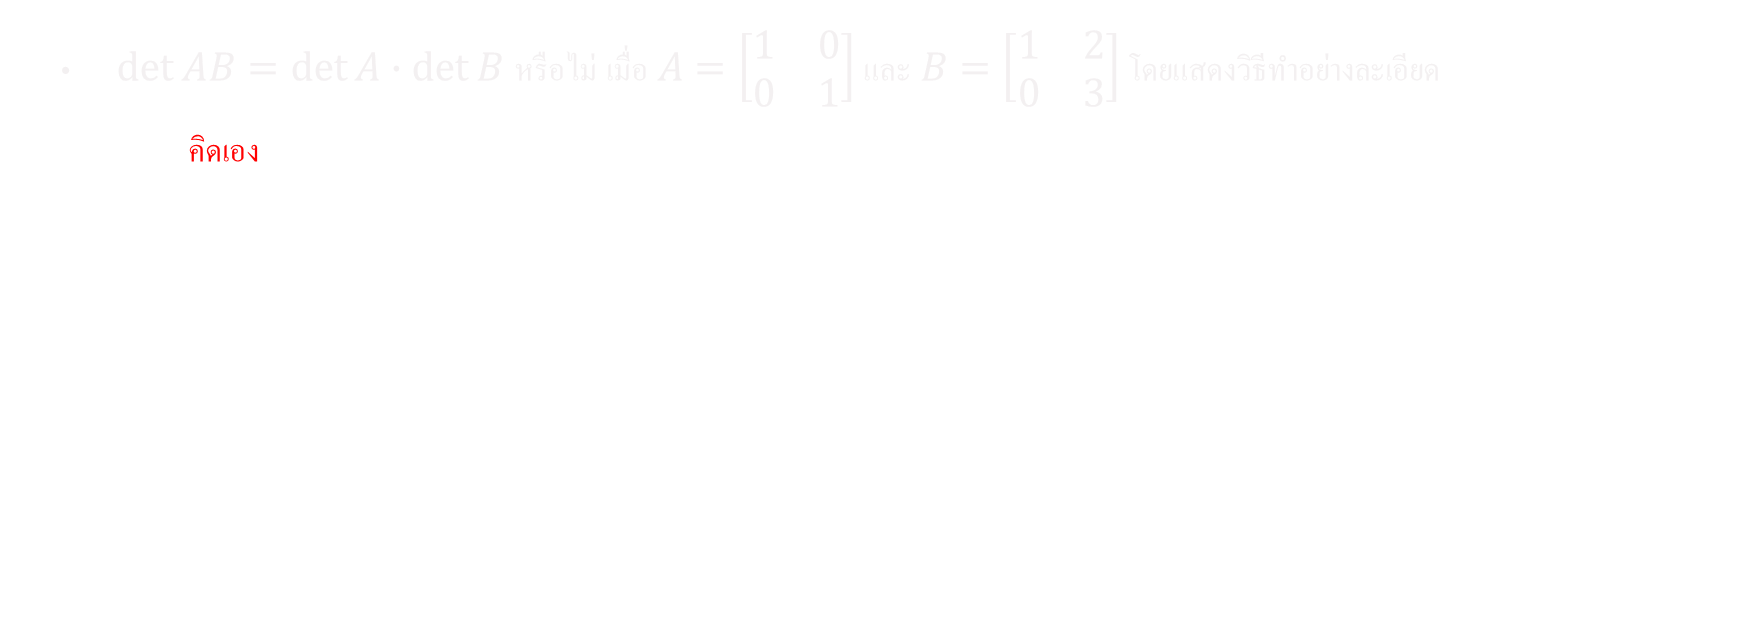 • det AB = det A · det B หรือไม่ เมื่อ A = [1 0; 0 1] และ B = [1 2; 0 3] โดยแสดงวิธีทำอย่างละเอียด
คิดเอง